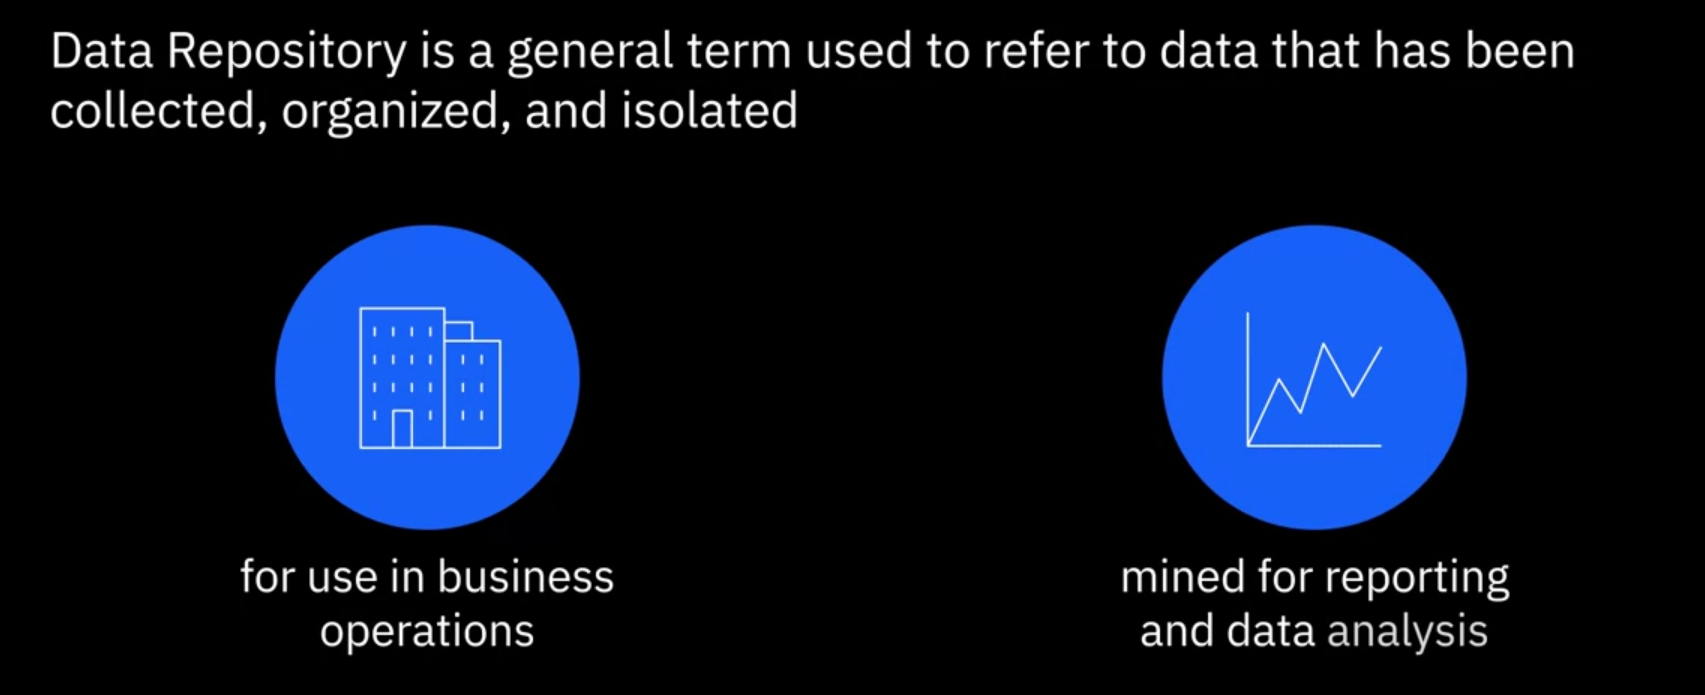 Data Repository is a general term used to refer to data that has been
collected, organized, and isolated
for use in business
operations
mined for reporting
and data analysis